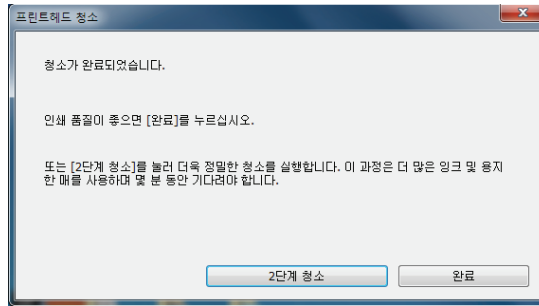 프린트헤드 청소
청소가 완료되었습니다.
인쇄 품질이 좋으면 [완료]를 누르십시오.
또는 [2단계 청소]를 눌러 더욱 정밀한 청소를 실행합니다. 이 과정은 더 많은 잉크 및 용지
한 매를 사용하며 몇 분 동안 기다려야 합니다.
2단계 청소
완료